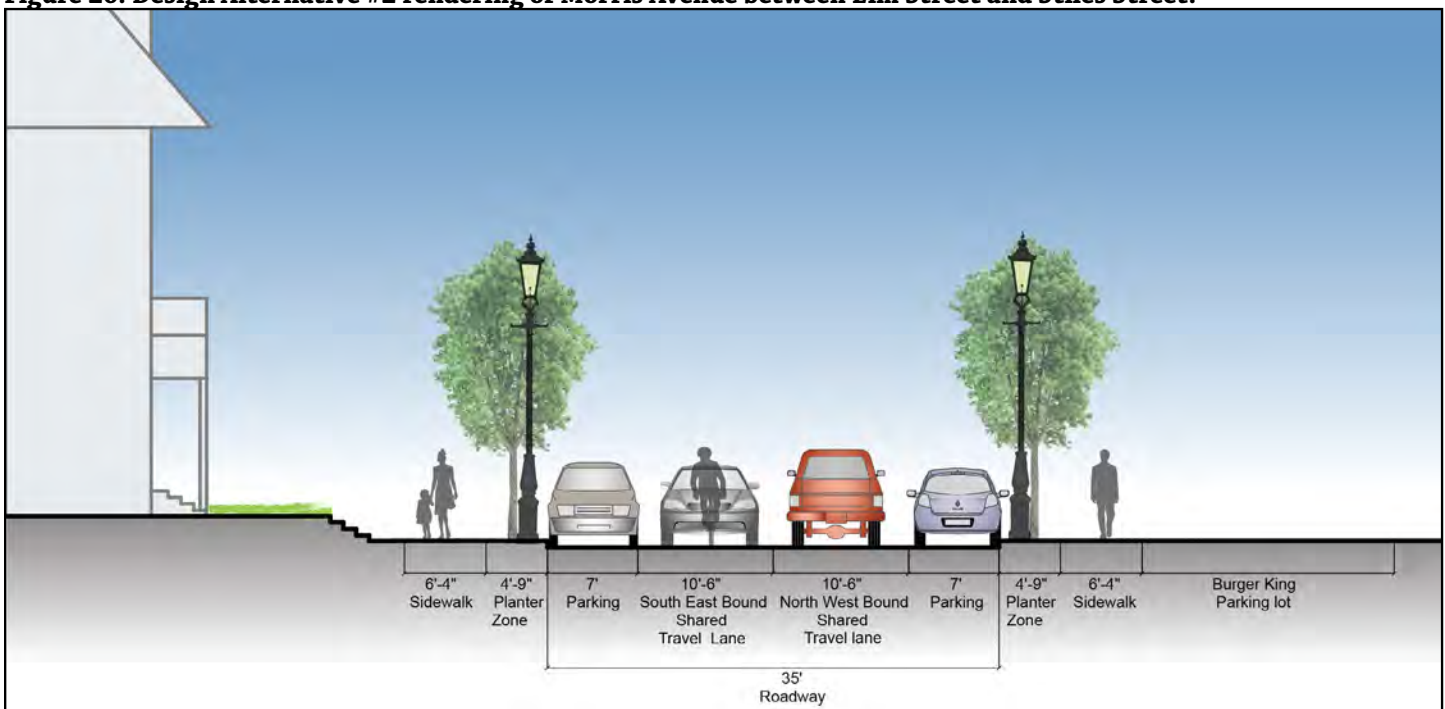 6'-4"
Sidewalk
4'-9"
Planter
Zone
7'
Parking
10'-6"
South East Bound
Shared
Travel Lane
10'-6"
North West Bound
Shared
Travel lane
7'
Parking
4'-9"
Planter
Zone
6'-4"
Sidewalk
Burger King
Parking lot
35'
Roadway